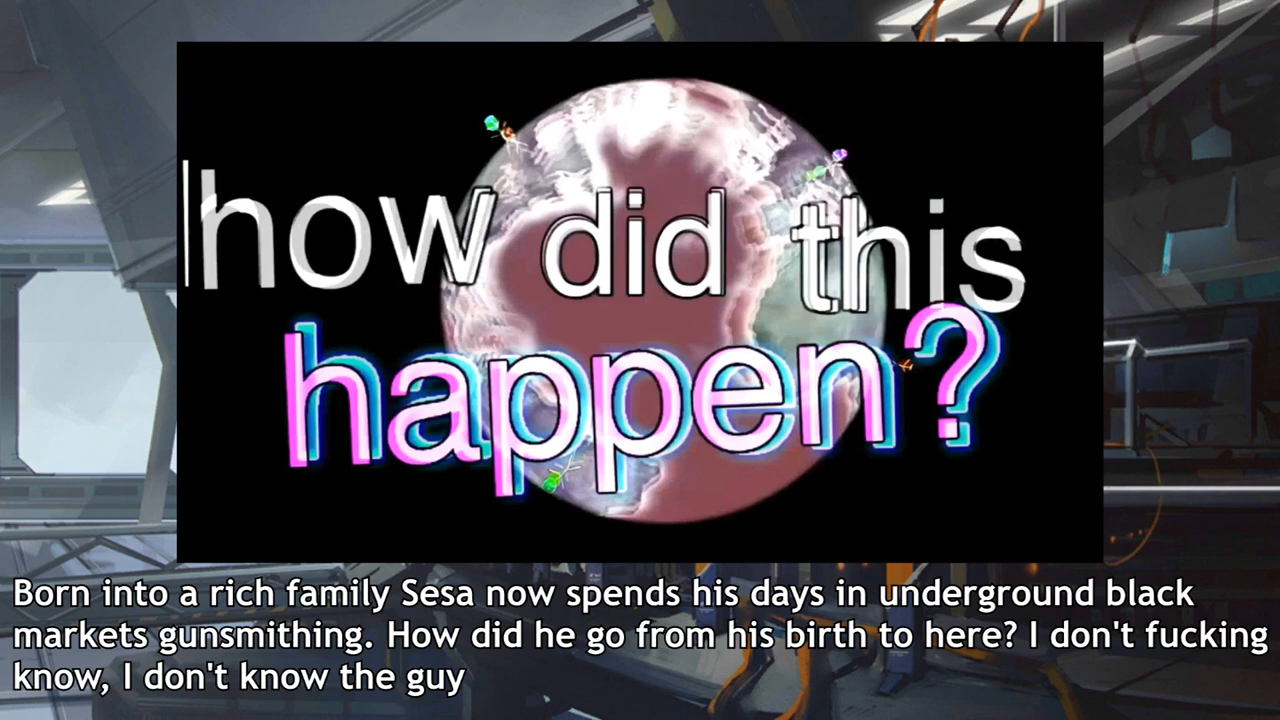 how did this
happen?
Born into a rich family Sesa now spends his days in underground black
markets gunsmithing. How did he go from his birth to here? I don't fucking
know, I don't know the guy